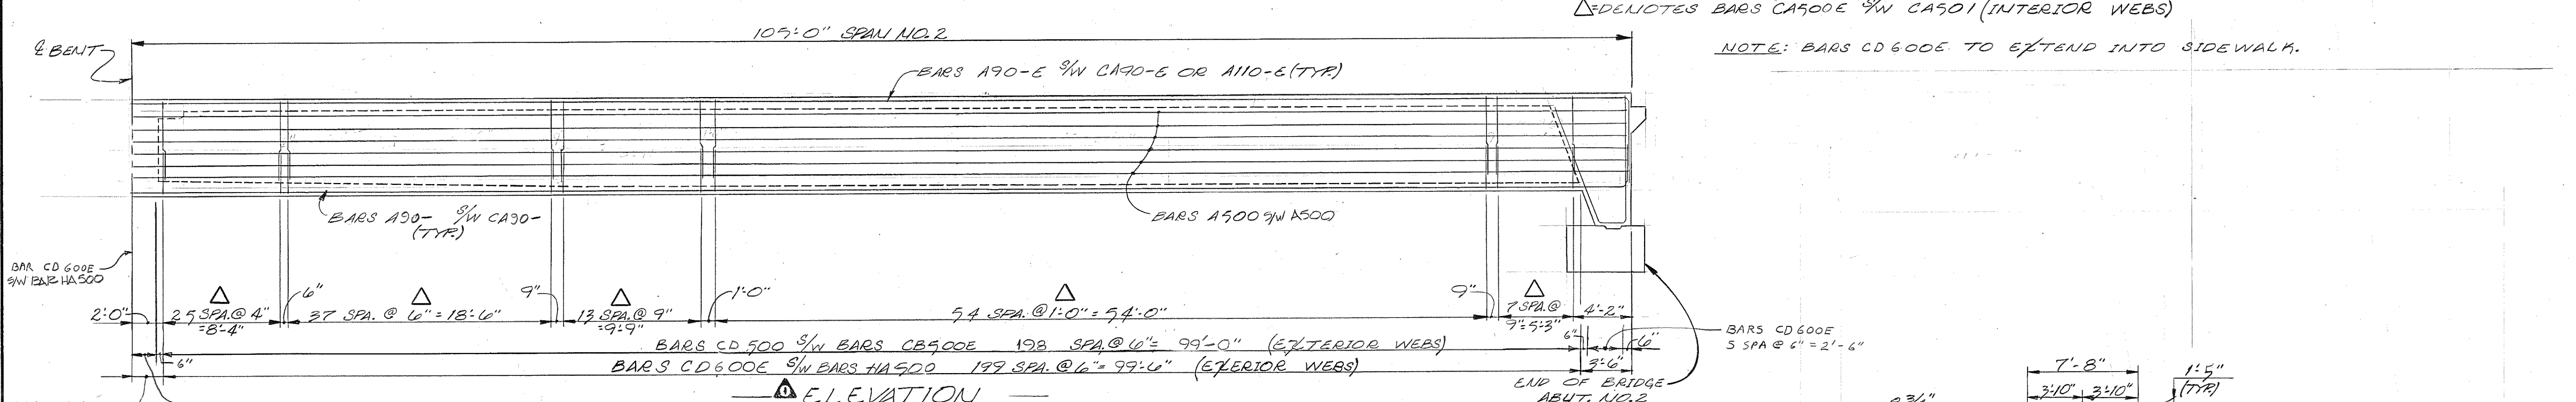 △=DENOTES BARS CA500E S/W CA501 (INTERIOR WEBS)
105'-0" SPAN NO.2
℄ BENT
NOTE: BARS CD600E TO EXTEND INTO SIDEWALK.
BARS A90-E S/W CA90-E OR A110-E (TYP.)
BARS A90- S/W CA90-
(TYP.)
BARS A500 S/W A500
BAR CD600E
S/W BAR HA500
2'-0"
25 SPA. @ 4"
=8'-4"
6"
37 SPA. @ 6" = 18'-6"
9"
13 SPA. @ 9"
=9'-9"
1'-0"
54 SPA. @ 1'-0" = 54'-0"
9"
7 SPA. @
9"=5'-3"
4'-2"
BARS CD500 S/W BARS CB500E 198 SPA. @ 6" = 99'-0" (EXTERIOR WEBS)
6"
6"
BARS CD600E
5 SPA @ 6" = 2'-6"
6"
BARS CD600E S/W BARS HA500 199 SPA. @ 6" = 99'-6" (EXERIOR WEBS)
3'-6"
END OF BRIDGE
ABUT. NO.2
ELEVATION
7'-8"
3'-10" 3'-10"
1'-5"
(TYP.)